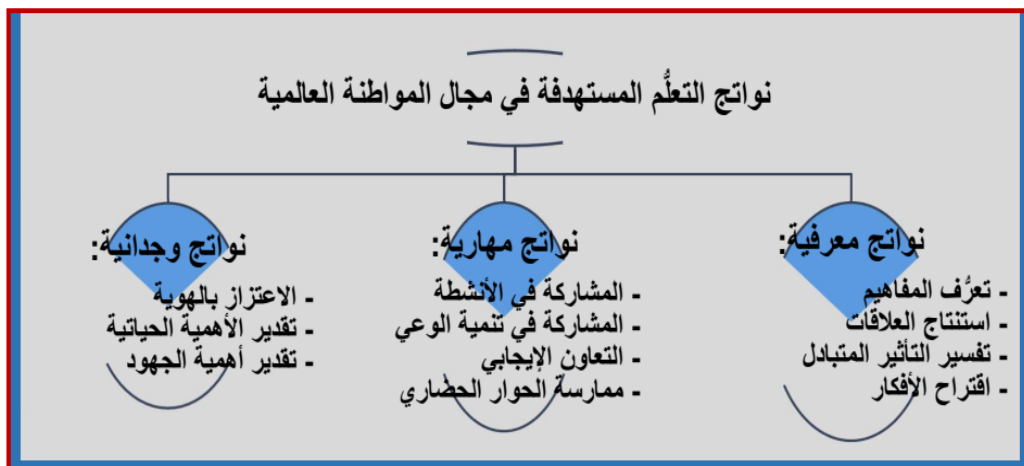 نواتج التعلُّم المستهدفة في مجال المواطنة العالمية
نواتج معرفية:
- تعرُّف المفاهيم
- استنتاج العلاقات
- تفسير التأثير المتبادل
- اقتراح الأفكار
نواتج مهارية:
- المشاركة في الأنشطة
- المشاركة في تنمية الوعي
- التعاون الإيجابي
- ممارسة الحوار الحضاري
نواتج وجدانية:
- الاعتزاز بالهوية
- تقدير الأهمية الحياتية
- تقدير أهمية الجهود